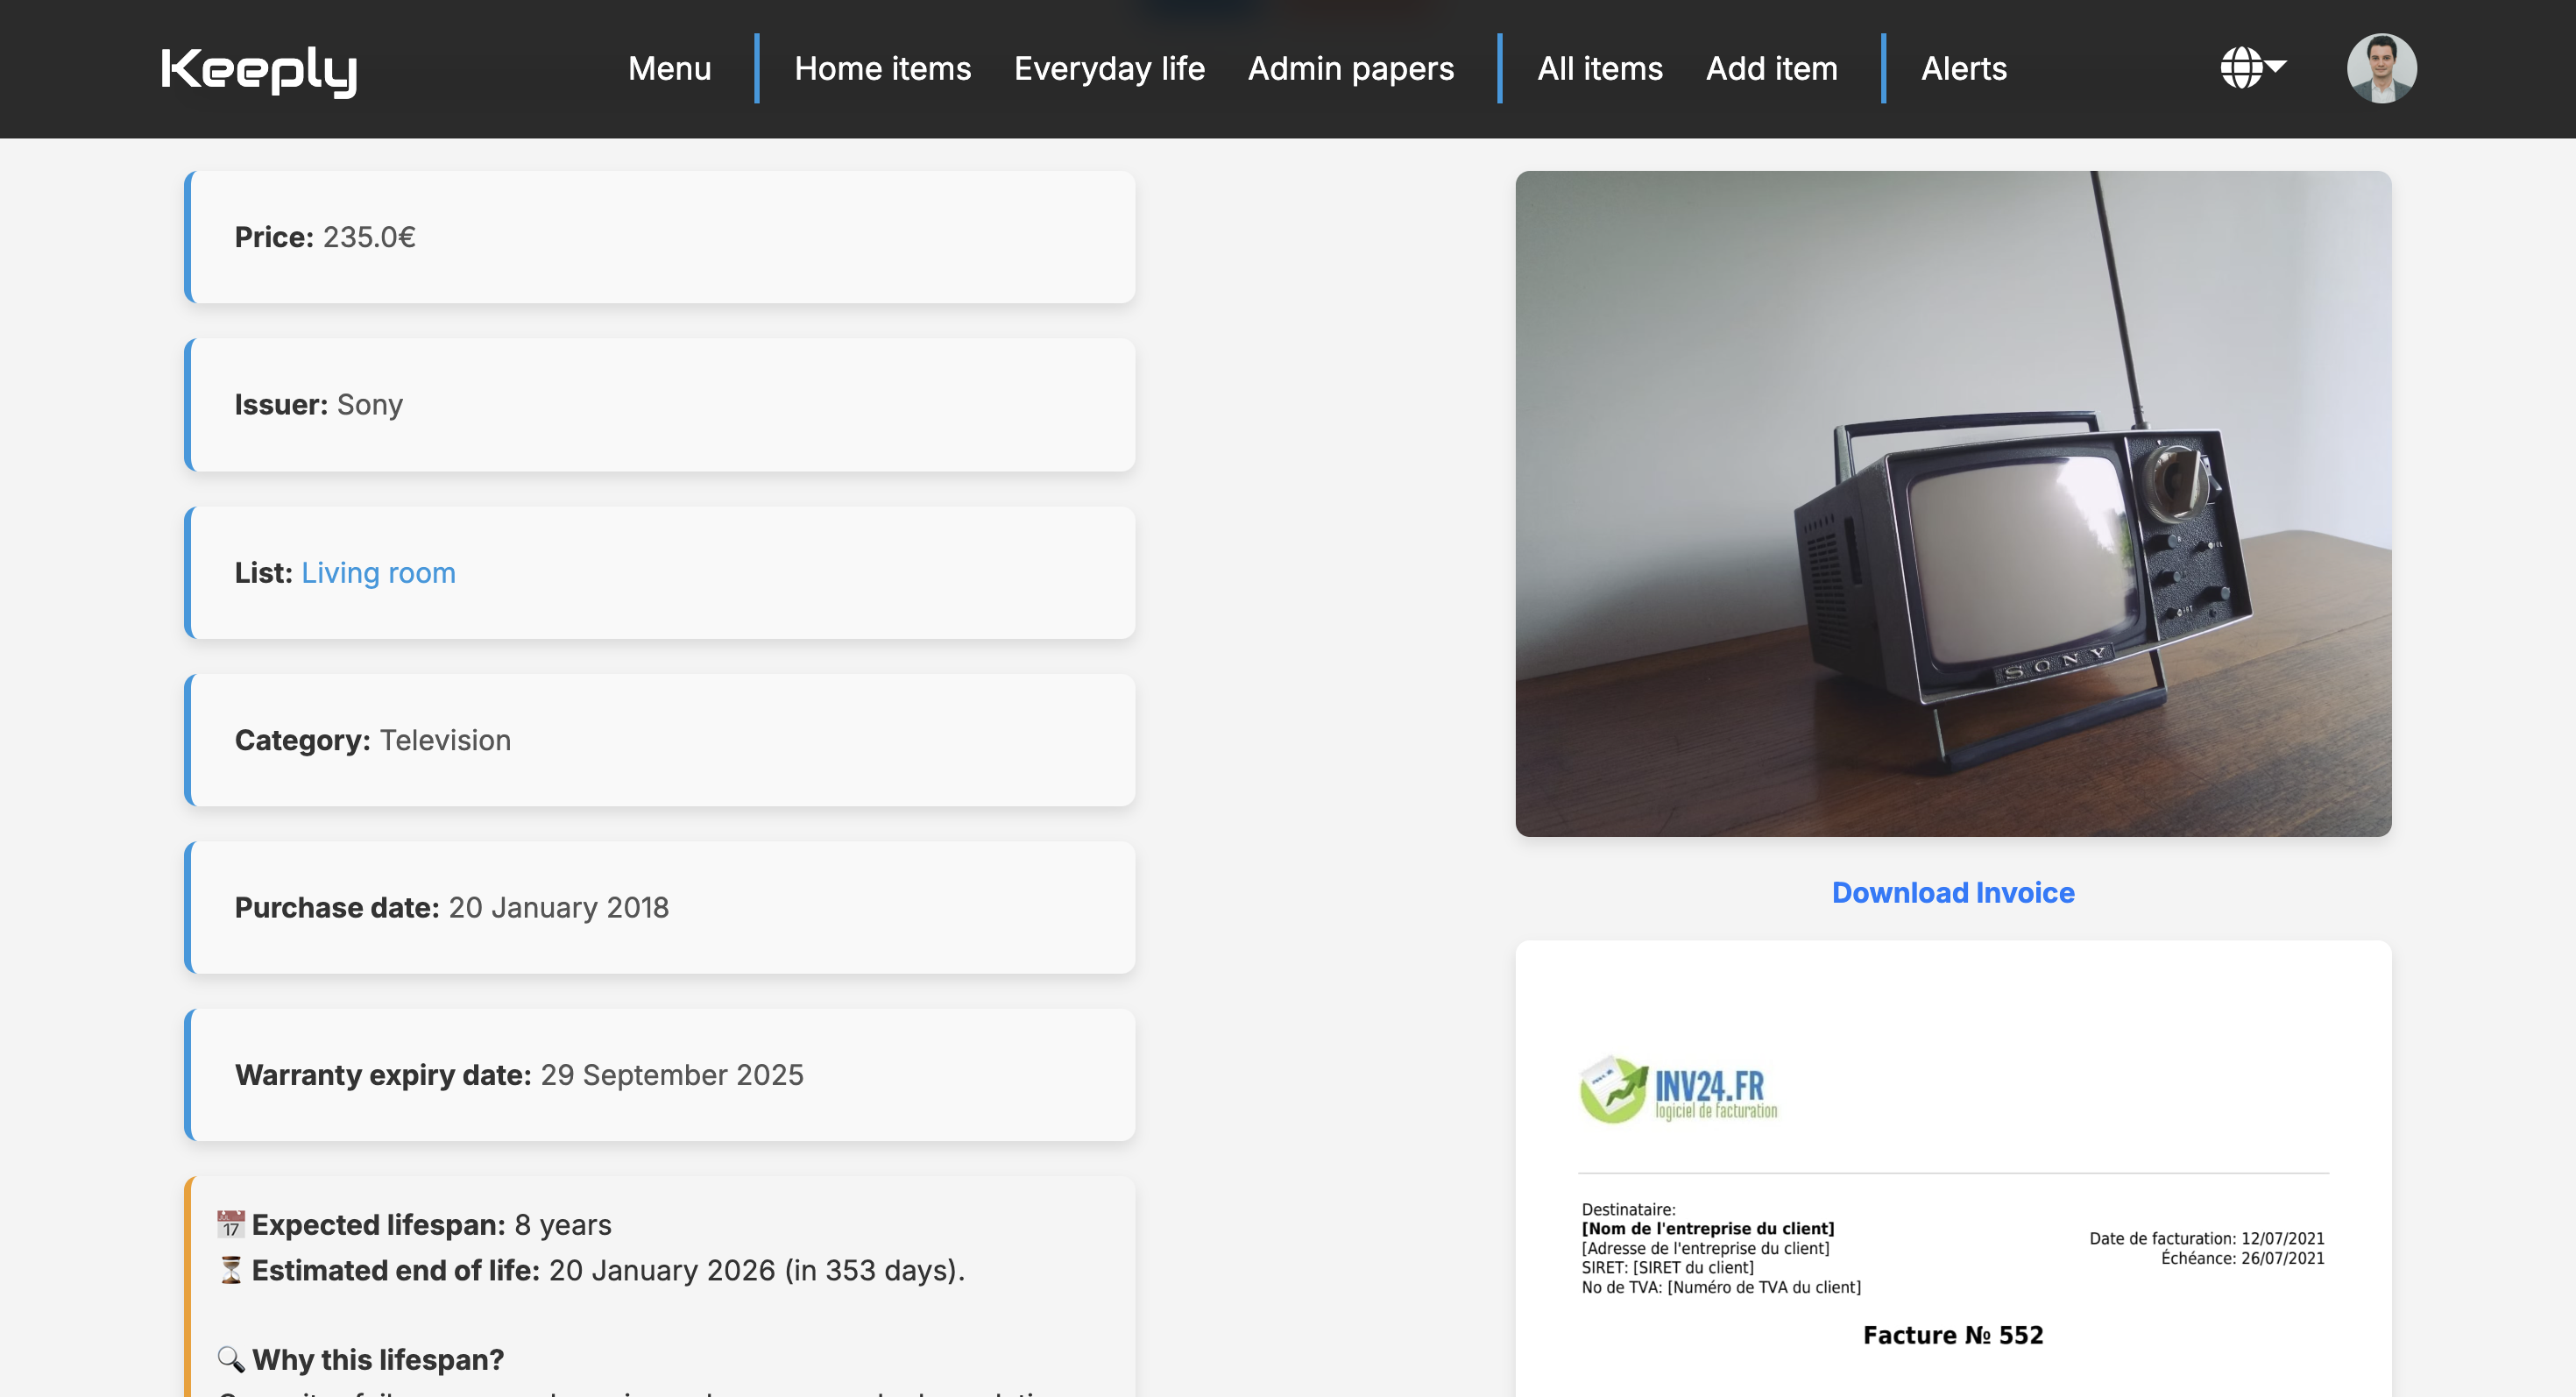 Keeply
Menu
Home items
Everyday life
Admin papers
All items
Add item
Alerts
Price: 235.0€
Issuer: Sony
List: Living room
Category: Television
Purchase date: 20 January 2018
Warranty expiry date: 29 September 2025
17 Expected lifespan: 8 years
Estimated end of life: 20 January 2026 (in 353 days).
Why this lifespan?
SONY
Download Invoice
INV24.FR
logiciel de facturation
Destinataire:
[Nom de l'entreprise du client]
[Adresse de l'entreprise du client]
SIRET: [SIRET du client]
No de TVA: [Numéro de TVA du client]
Date de facturation: 12/07/2021
Échéance: 26/07/2021
Facture № 552